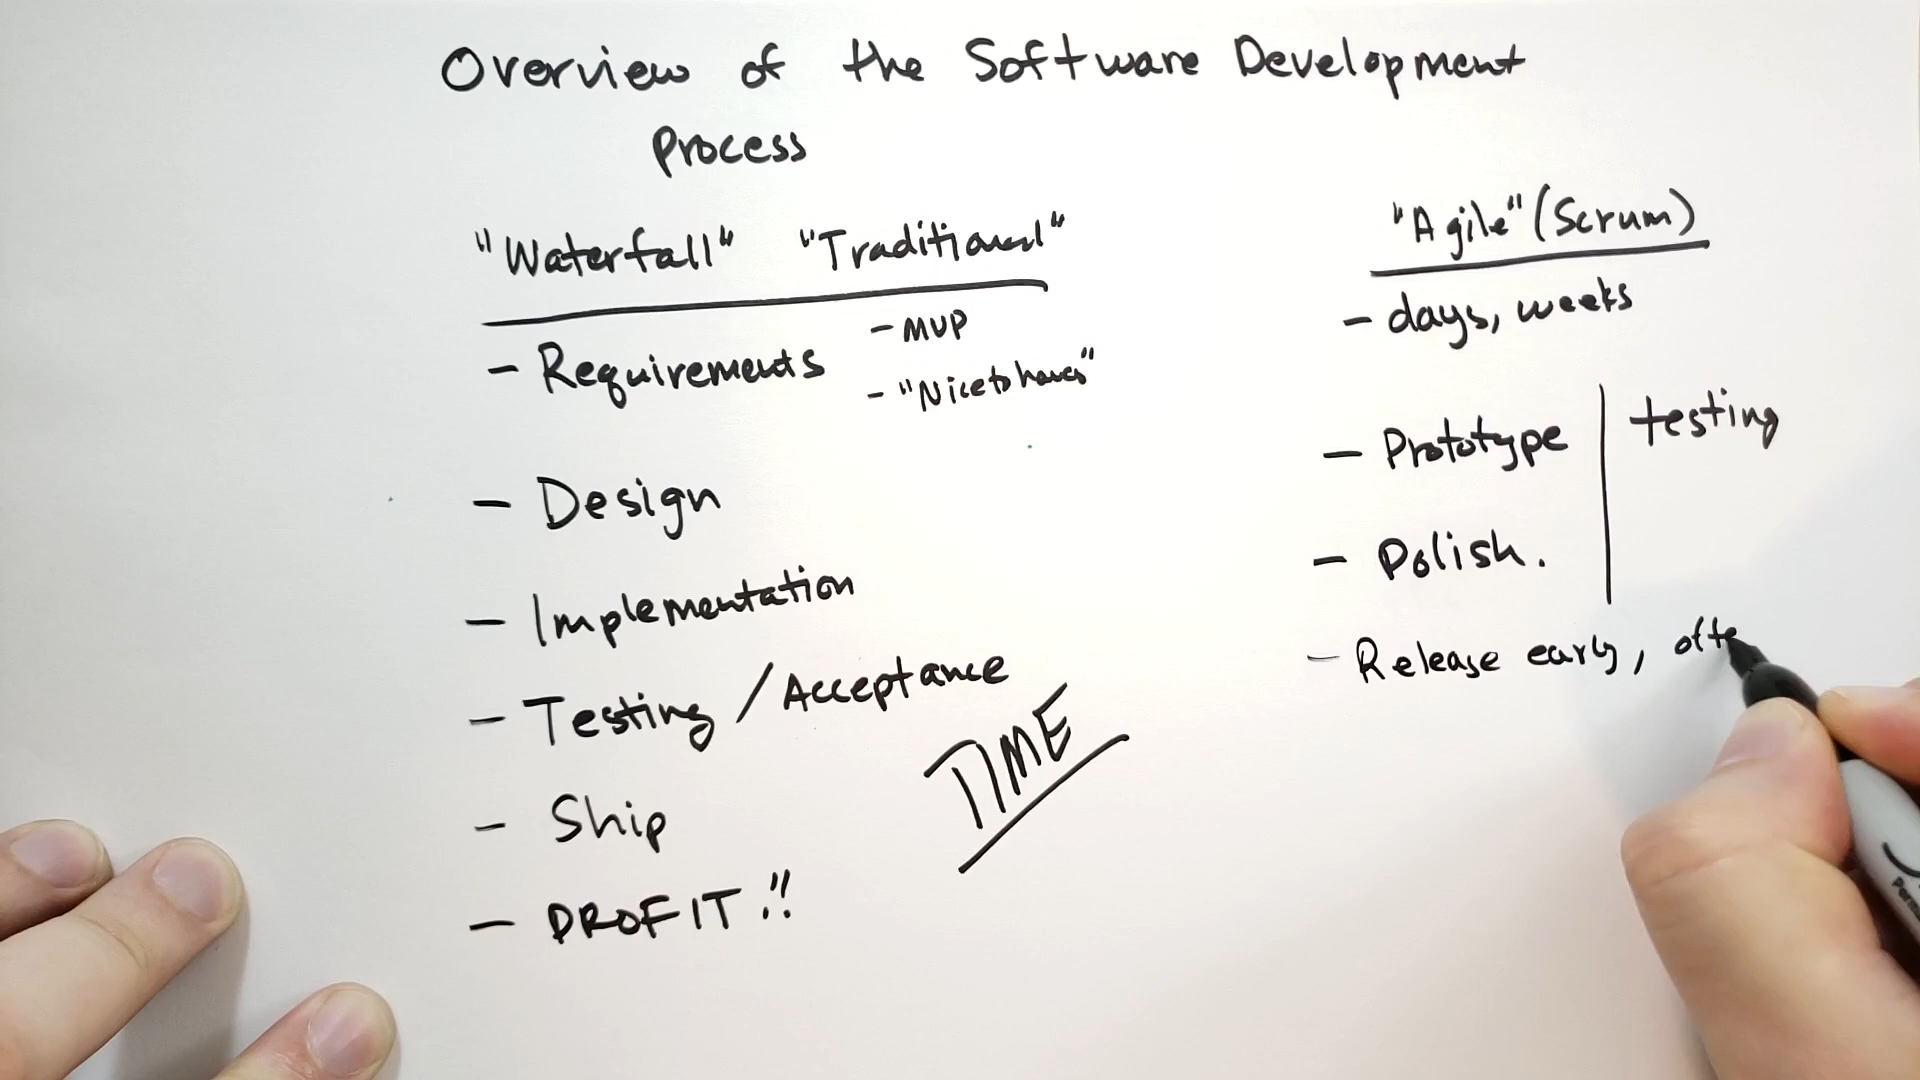 Overview of the Software Development
Process
"Waterfall" "Traditional"
- MVP
- Requirements
- "Nice to haves"
- Design
- Implementation
- Testing / Acceptance
- Ship
- PROFIT!!
TIME
"Agile" (Scrum)
- days, weeks
- Prototype | testing
- Polish.
- Release early, ofte